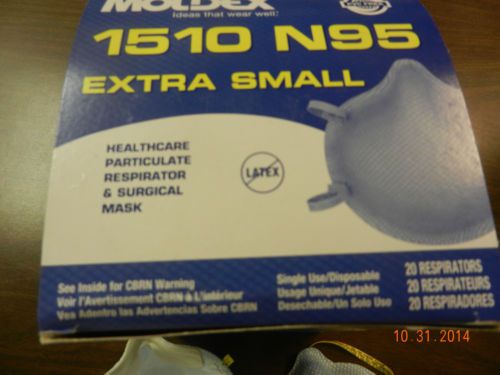 MOLDEX
ideas that wear well.
1510 N95
EXTRA SMALL
HEALTHCARE
PARTICULATE
RESPIRATOR
& SURGICAL
MASK
LATEX
See Inside for CBRN Warning
Voir l'Avertissement CBRN à L'intérieur
Vea Adentro las Advertencias Sobre CBRN
Single Use/Disposable
Usage Unique/Jetable
Desechable/Un Solo Uso
20 RESPIRATORS
20 RESPIRATEURS
20 RESPIRADORES
10.31.2014